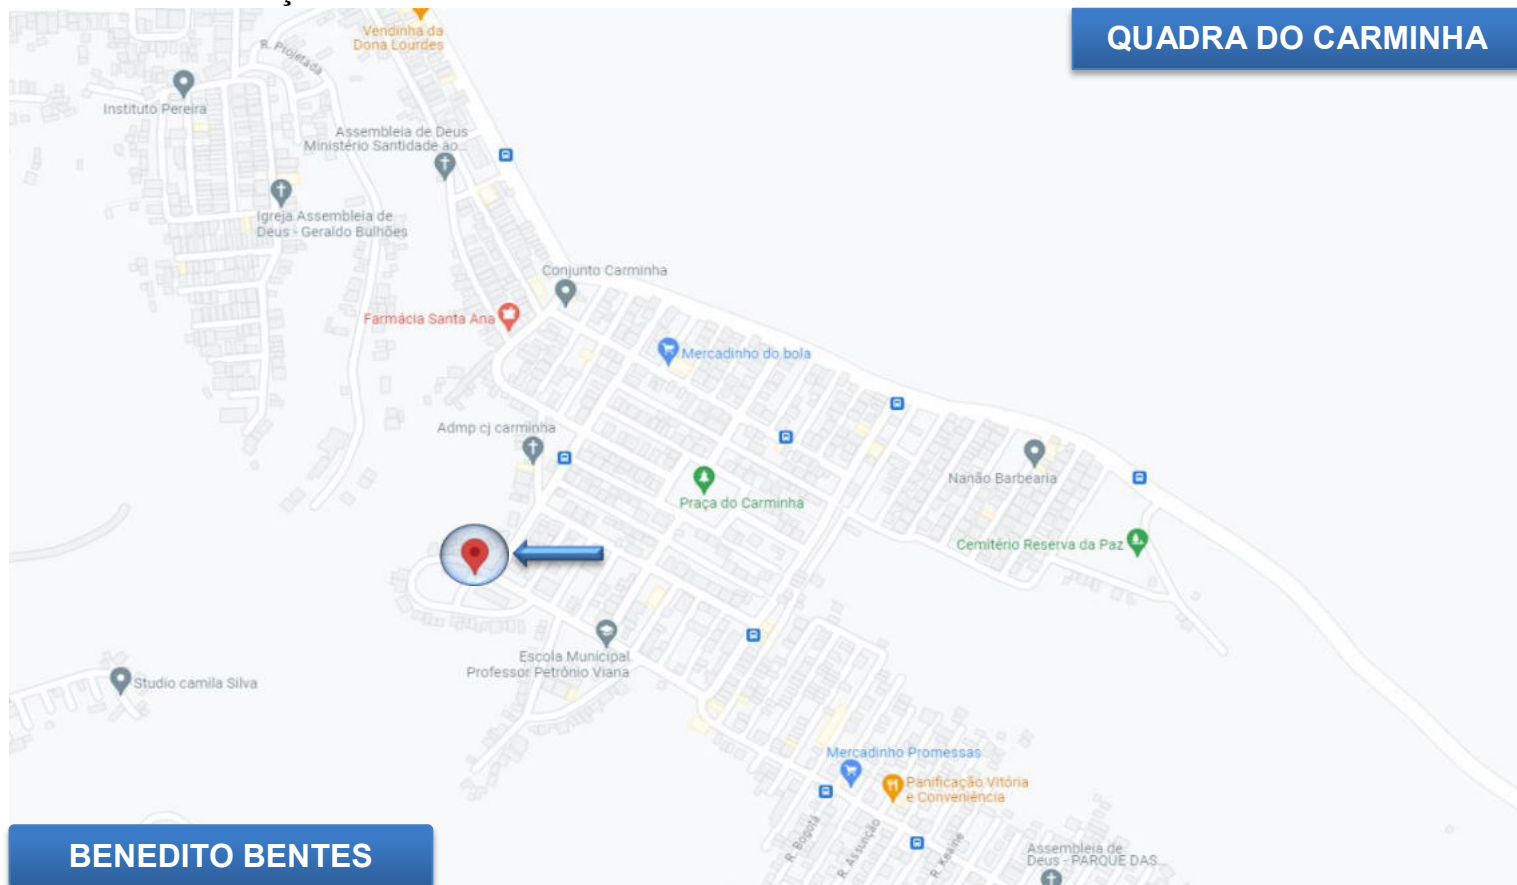 Vendinha da
Dona Lourdes
QUADRA DO CARMINHA
R. Projetada
Instituto Pereira
Assembleia de Deus
Ministério Santidade ao...
Igreja Assembleia de
Deus - Geraldo Bulhões
Conjunto Carminha
Farmácia Santa Ana
Mercadinho do bola
Admp cj carminha
Nanão Barbearia
Praça do Carminha
Cemitério Reserva da Paz
Escola Municipal
Professor Petrônio Viana
Studio camila Silva
Mercadinho Promessas
Panificação Vitória
e Conveniência
R. Bogotá
R. Assunção
R. Keane
Assembleia de
Deus - PARQUE DAS...
BENEDITO BENTES